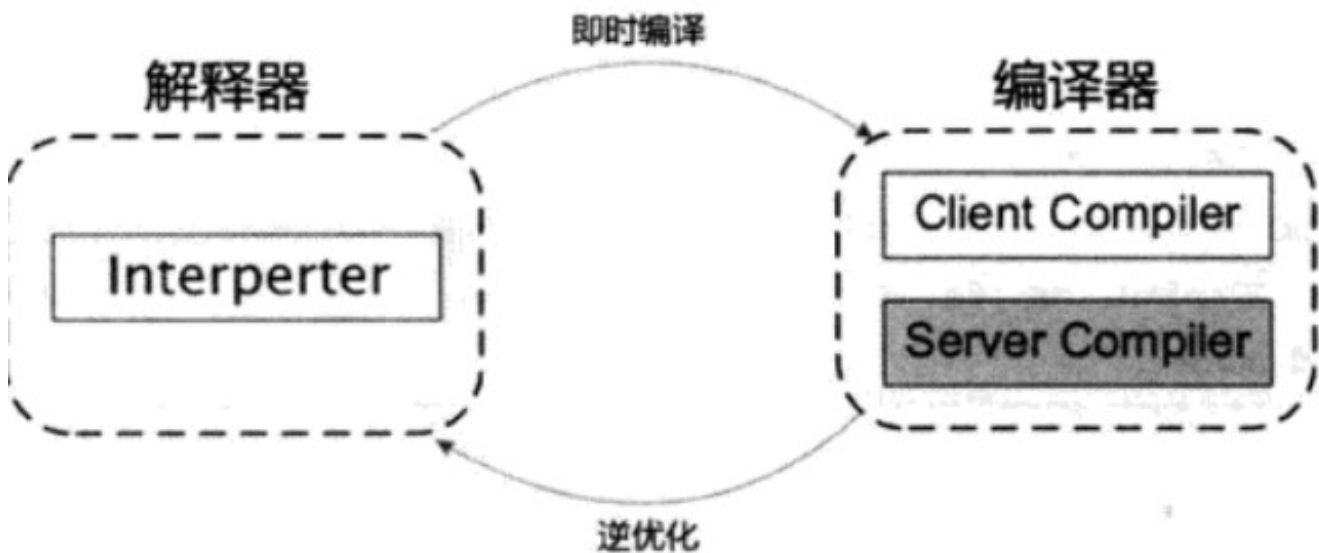 即时编译
解释器
编译器
Interperter
Client Compiler
Server Compiler
逆优化